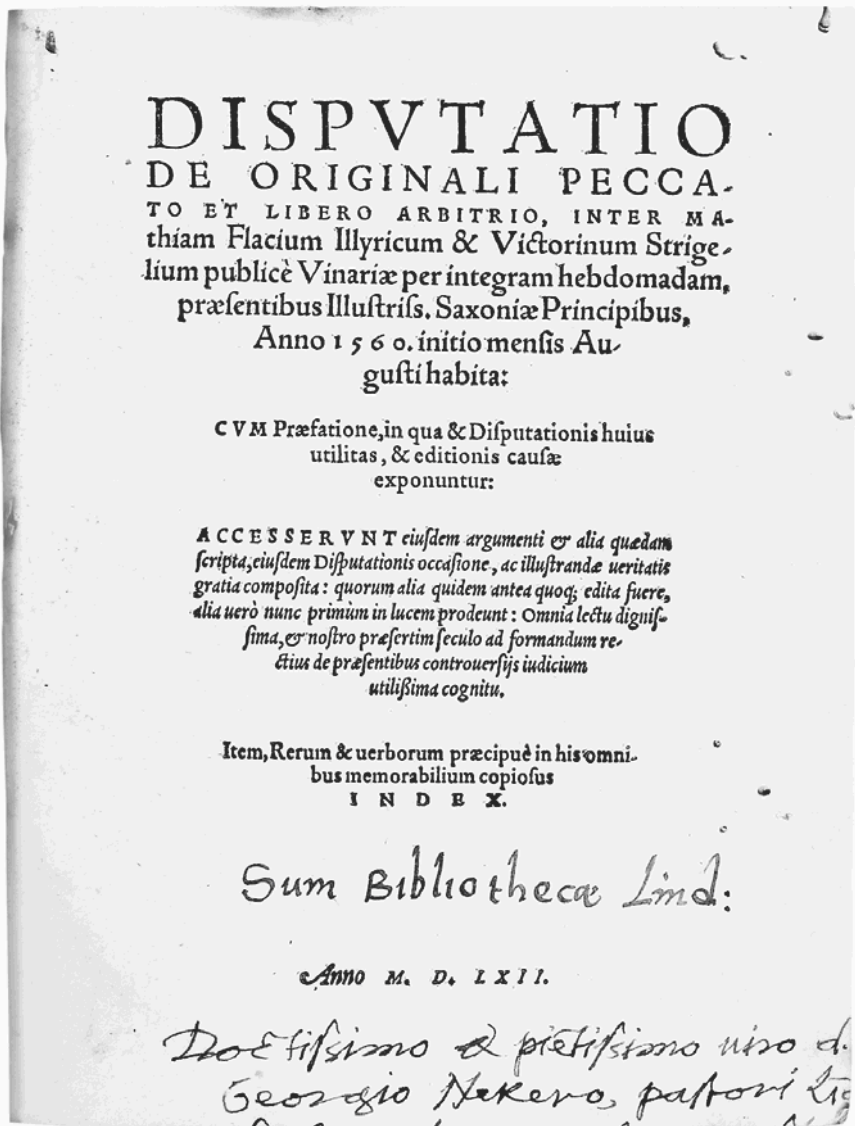 DISPVTATIO
DE ORIGINALI PECCA-
TO ET LIBERO ARBITRIO, INTER MA-
thiam Flacium Illyricum & Victorinum Strige-
lium publicè Vinariæ per integram hebdomadam,
præſentibus Illuſtriſs. Saxoniæ Principibus,
Anno 1560. initio menſis Au-
guſti habita:
CVM Præfatione, in qua & Diſputationis huius
utilitas, & editionis cauſæ
exponuntur:
ACCESSERVNT eiuſdem argumenti & alia quædam
ſcripta, eiuſdem Diſputationis occaſione, ac illuſtrandæ ueritatis
gratia compoſita: quorum alia quidem antea quoq; edita fuere,
alia uerò nunc primùm in lucem prodeunt: Omnia lectu digniſ-
ſima, & noſtro præſertim ſeculo ad formandum re-
ctius de præſentibus controuerſijs iudicium
utiliſſima cognitu.
Item, Rerum & uerborum præcipuè in his omni-
bus memorabilium copioſus
INDEX.
Sum Bibliothecæ Lind:
Anno M. D. LXII.
Doctiſsimo & pietiſsimo uiro d.
Georgio Nekero, paſtori